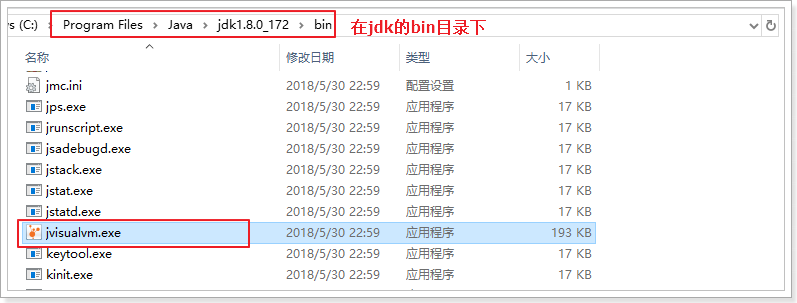 s (C:) > Program Files > Java > jdk1.8.0_172 > bin
在jdk的bin目录下
名称 修改日期 类型 大小
jmc.ini 2018/5/30 22:59 配置设置 1 KB
jps.exe 2018/5/30 22:59 应用程序 17 KB
jrunscript.exe 2018/5/30 22:59 应用程序 17 KB
jsadebugd.exe 2018/5/30 22:59 应用程序 17 KB
jstack.exe 2018/5/30 22:59 应用程序 17 KB
jstat.exe 2018/5/30 22:59 应用程序 17 KB
jstatd.exe 2018/5/30 22:59 应用程序 17 KB
jvisualvm.exe 2018/5/30 22:59 应用程序 193 KB
keytool.exe 2018/5/30 22:59 应用程序 17 KB
kinit.exe 2018/5/30 22:59 应用程序 17 KB